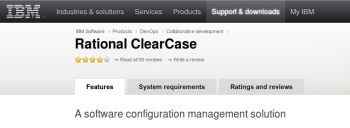 IBM Industries & solutions Services Products Support & downloads My IBM
IBM Software > Products > DevOps > Collaborative development >
Rational ClearCase
→ Read all 59 reviews → Write a review
Features System requirements Ratings and reviews
A software configuration management solution